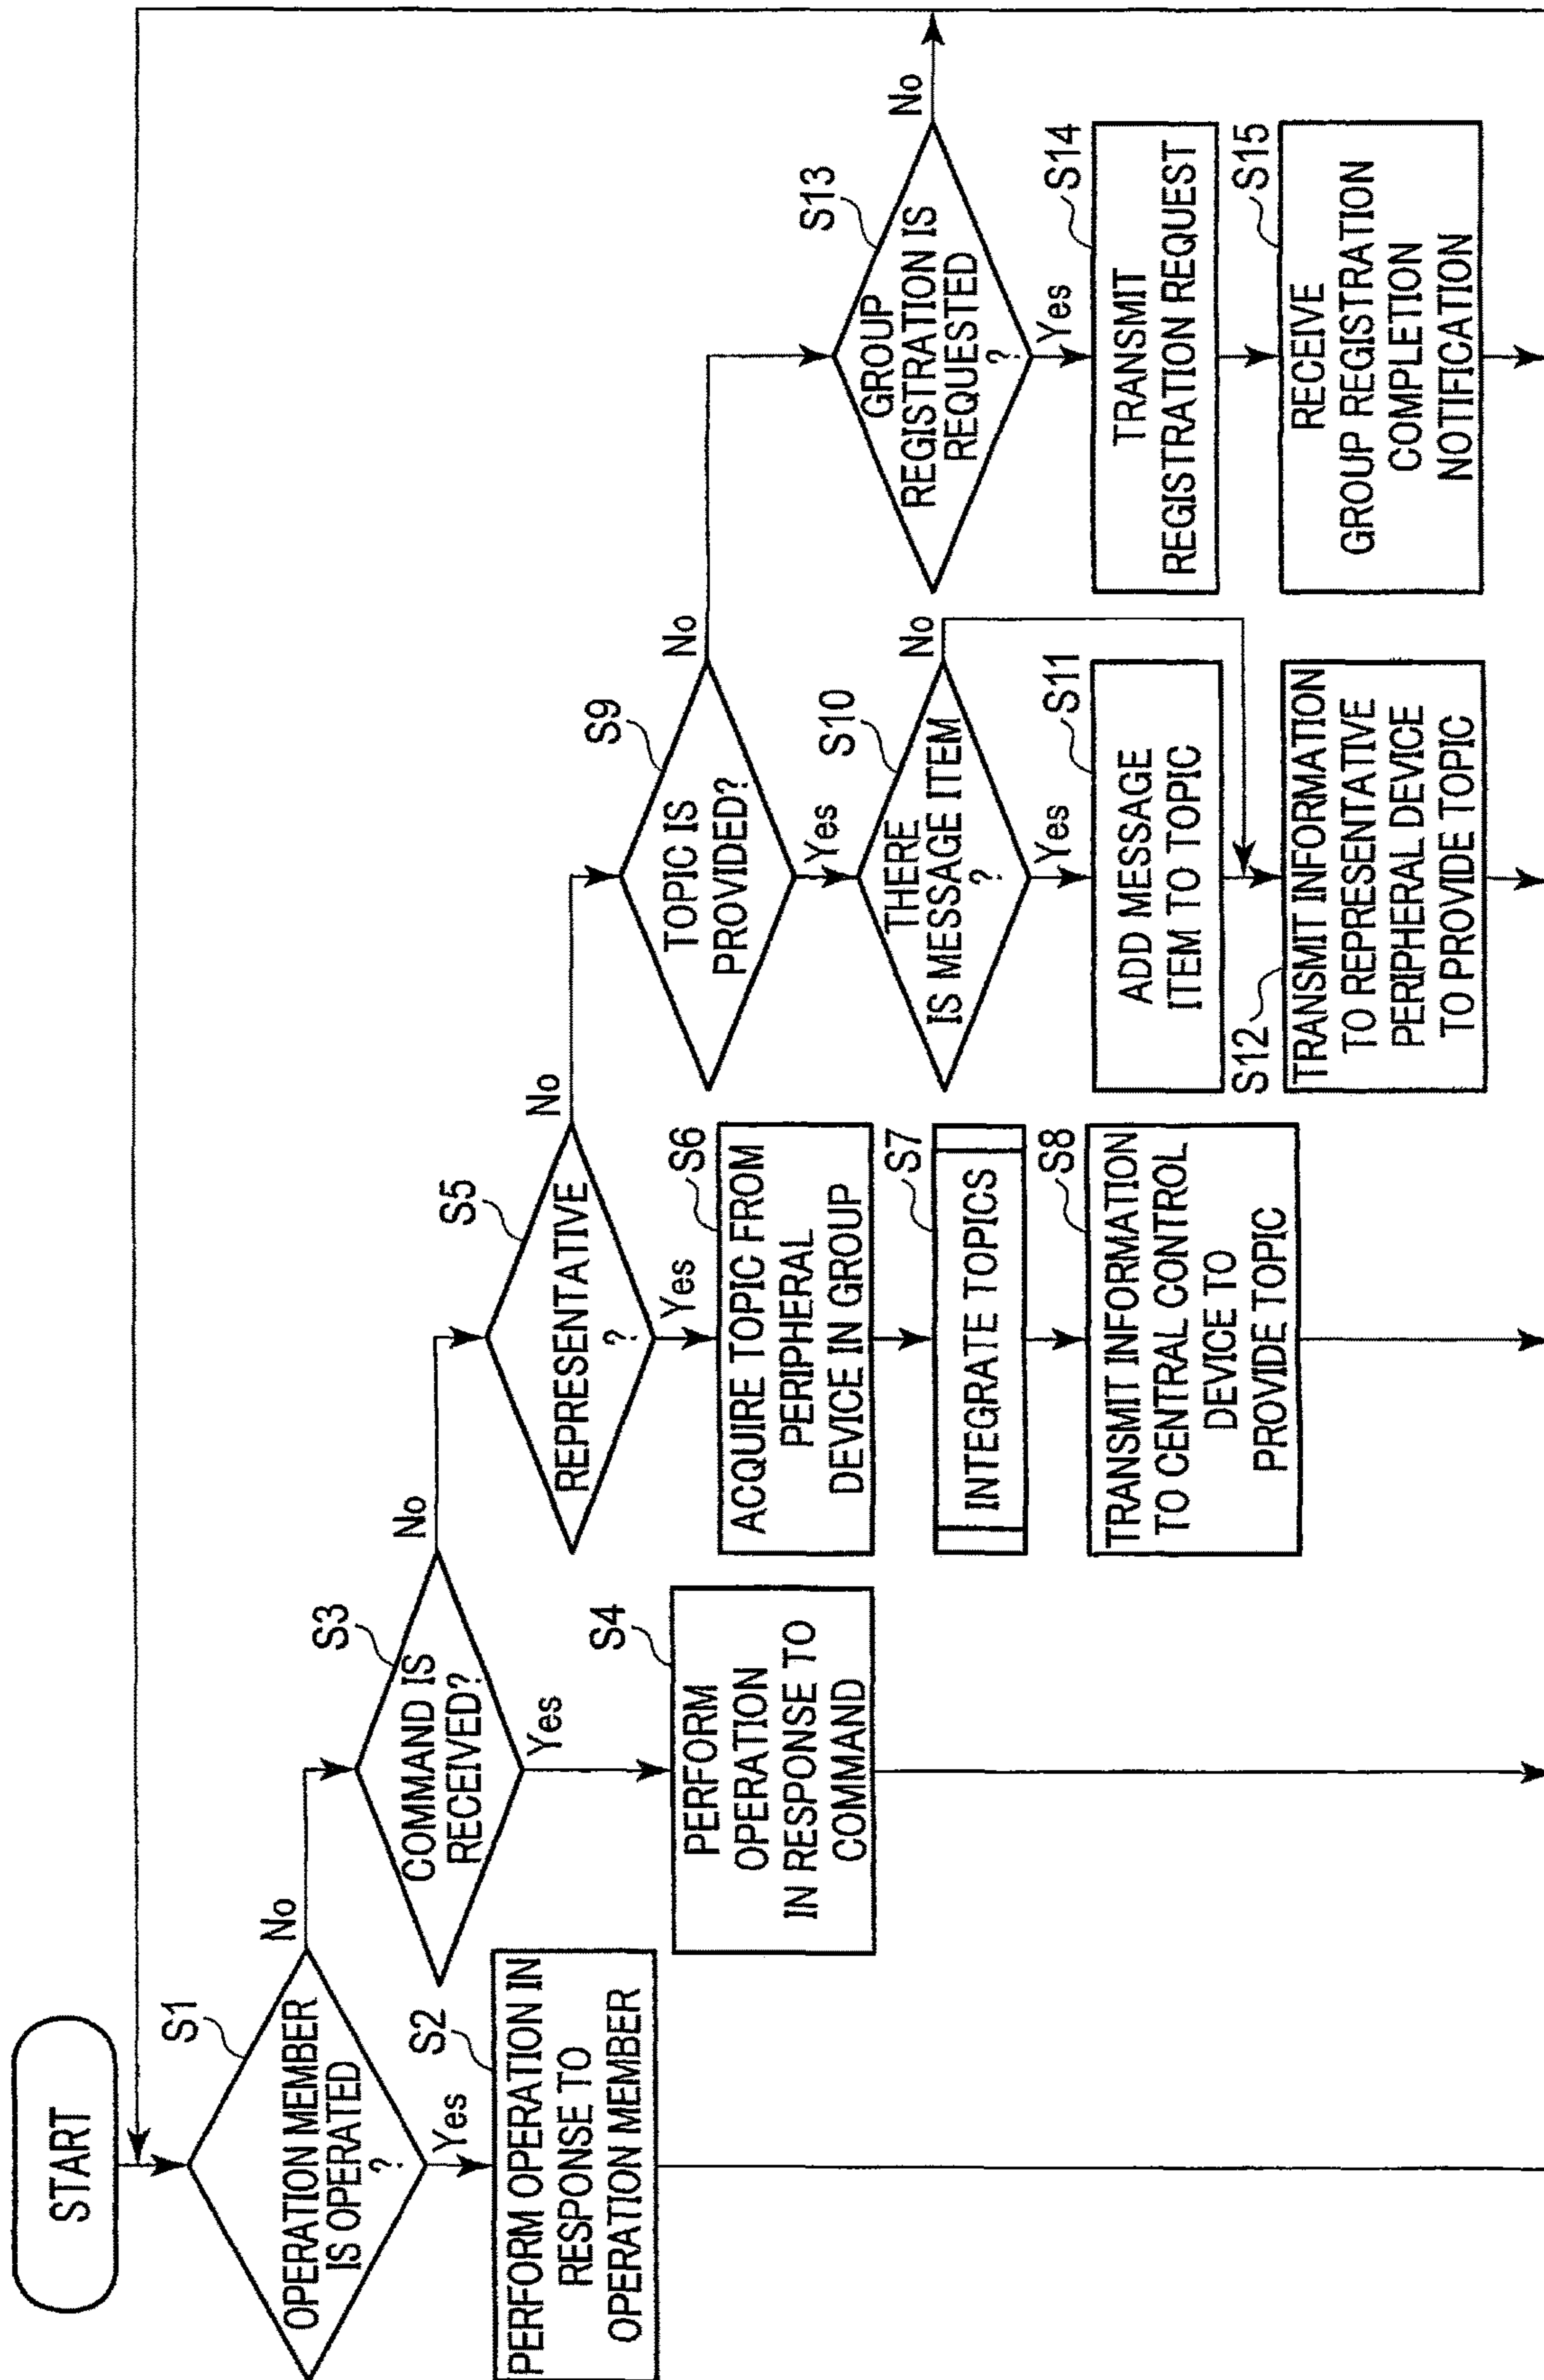 START
S1
OPERATION MEMBER
IS OPERATED
?
No
Yes
S2
PERFORM OPERATION IN
RESPONSE TO
OPERATION MEMBER
S3
COMMAND IS
RECEIVED?
No
Yes
S4
PERFORM
OPERATION
IN RESPONSE TO
COMMAND
S5
REPRESENTATIVE
?
No
Yes
S6
ACQUIRE TOPIC FROM
PERIPHERAL
DEVICE IN GROUP
S7
INTEGRATE TOPICS
S8
TRANSMIT INFORMATION
TO CENTRAL CONTROL
DEVICE TO
PROVIDE TOPIC
S9
TOPIC IS
PROVIDED?
No
Yes
S10
THERE
IS MESSAGE ITEM
?
No
Yes
S11
ADD MESSAGE
ITEM TO TOPIC
S12
TRANSMIT INFORMATION
TO REPRESENTATIVE
PERIPHERAL DEVICE
TO PROVIDE TOPIC
S13
GROUP
REGISTRATION IS
REQUESTED
?
No
Yes
S14
TRANSMIT
REGISTRATION REQUEST
S15
RECEIVE
GROUP REGISTRATION
COMPLETION
NOTIFICATION